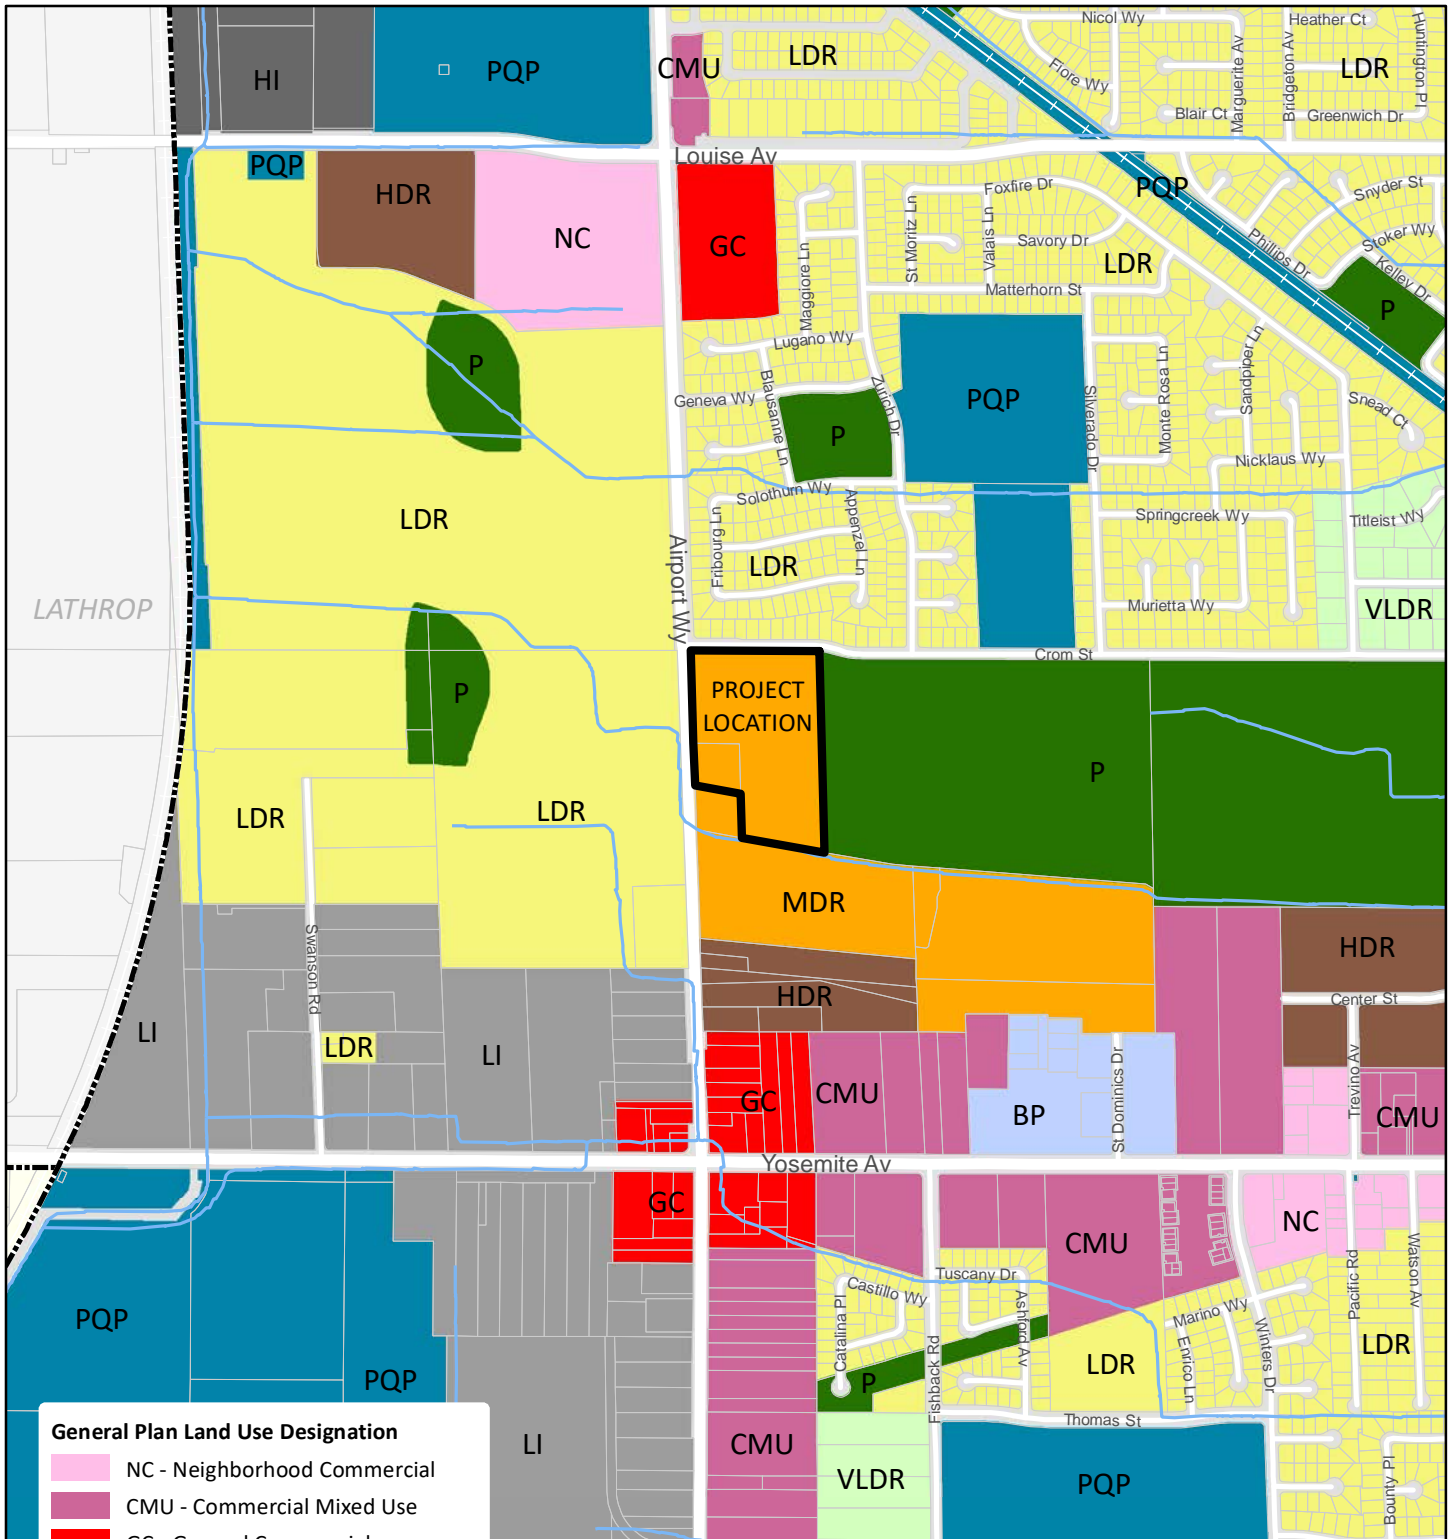 Nicol Wy
Heather Ct
Huntington Pl
HI
PQP
CMU
LDR
Fiore Wy
Marguerite Av
Bridgeton Av
LDR
Blair Ct
Greenwich Dr
Louise Av
PQP
HDR
NC
GC
Maggiore Ln
St Moritz Ln
Foxfire Dr
Valais Ln
Savory Dr
Matterhorn St
LDR
PQP
Snyder St
Stoker Wy
Phillips Dr
Kelley Dr
P
P
Lugano Wy
Geneva Wy
Blausanne Ln
Zurich Dr
P
PQP
Silverado Dr
Monte Rosa Ln
Sandpiper Ln
Snead Ct
Nicklaus Wy
Solothurn Wy
Appenzel Ln
Fribourg Ln
LDR
LDR
Springcreek Wy
Titleist Wy
Murietta Wy
VLDR
Airport Wy
LATHROP
Crom St
P
PROJECT
LOCATION
P
LDR
LDR
MDR
HDR
HDR
Center St
Swanson Rd
LI
LDR
LI
GC
CMU
BP
St Dominics Dr
Trevino Av
CMU
Yosemite Av
GC
NC
CMU
Tuscany Dr
Castillo Wy
Catalina Pl
Ashford Av
Marino Wy
Enrico Ln
Winters Dr
Pacific Rd
Watson Av
LDR
LDR
P
Fishback Rd
Thomas St
PQP
PQP
LI
CMU
VLDR
PQP
Bounty Pl
General Plan Land Use Designation
NC - Neighborhood Commercial
CMU - Commercial Mixed Use
GC - General Commercial